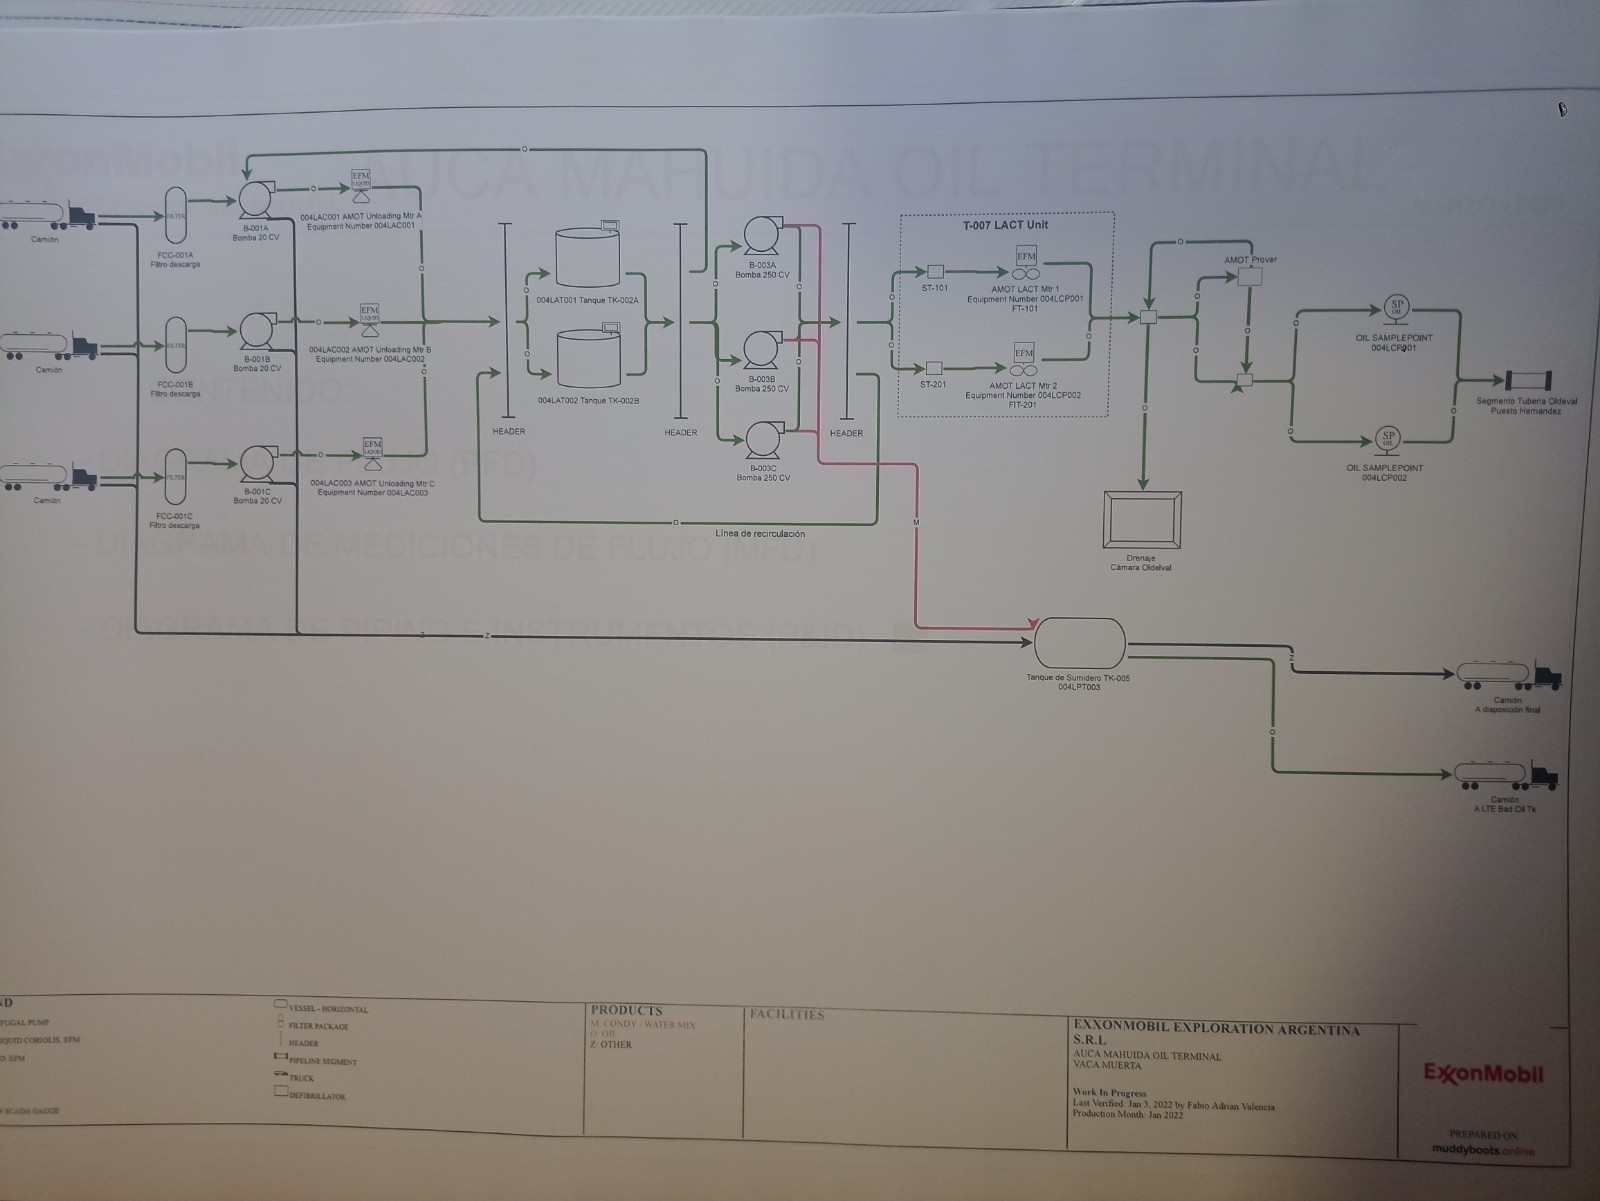 O
EFM
LIQUID
FILTER
B-001A
Bomba 20 CV
004LAC001 AMOT Unloading Mtr A
Equipment Number 004LAC001
Camión
FCC-001A
Filtro descarga
O
O
EFM
LIQUID
FILTER
B-001B
Bomba 20 CV
004LAC002 AMOT Unloading Mtr B
Equipment Number 004LAC002
Camión
FCC-001B
Filtro descarga
O
O
EFM
LIQUID
FILTER
B-001C
Bomba 20 CV
004LAC003 AMOT Unloading Mtr C
Equipment Number 004LAC003
Camión
FCC-001C
Filtro descarga
O
HEADER
O
O
004LAT001 Tanque TK-002A
004LAT002 Tanque TK-002B
HEADER
O
O
B-003A
Bomba 250 CV
B-003B
Bomba 250 CV
B-003C
Bomba 250 CV
O
O
HEADER
O
Línea de recirculación
M
T-007 LACT Unit
O
O
ST-101
EFM
AMOT LACT Mtr 1
Equipment Number 004LCP001
FT-101
ST-201
EFM
AMOT LACT Mtr 2
Equipment Number 004LCP002
FIT-201
O
O
O
AMOT Prover
O
O
O
O
Drenaje
Cámara Oldelval
O
O
SP
OIL
OIL SAMPLEPOINT
SP
OIL
OIL SAMPLEPOINT
004LCP002
O
Segmento Tuberia Oldelval
Puesto Hernandez
Z
Z
Tanque de Sumidero TK-005
004LPT003
Z
Camión
A disposición final
O
Camión
A LTE Bad Oil Tk
AUCA MAHUIDA OIL TERMINAL
CONTENIDO:
DIAGRAMA DE MEDICIONES DE FLUJO (MFD)
- DIAGRAMA DE PIPING E INSTRUMENTOS (P&ID)
ND
FUGAL PUMP
IQUID CORIOLIS, EFM
D, EFM
SCADA GAUGE
VESSEL - HORIZONTAL
FILTER PACKAGE
HEADER
PIPELINE SEGMENT
TRUCK
DEFIBRILLATOR
PRODUCTS
M: CONDY / WATER MIX
O: OIL
Z: OTHER
FACILITIES
EXXONMOBIL EXPLORATION ARGENTINA
S.R.L
AUCA MAHUIDA OIL TERMINAL
VACA MUERTA
Work In Progress
Last Verified: Jan 3, 2022 by Fabio Adrian Valencia
Production Month: Jan 2022
ExxonMobil
PREPARED ON
muddyboots.online